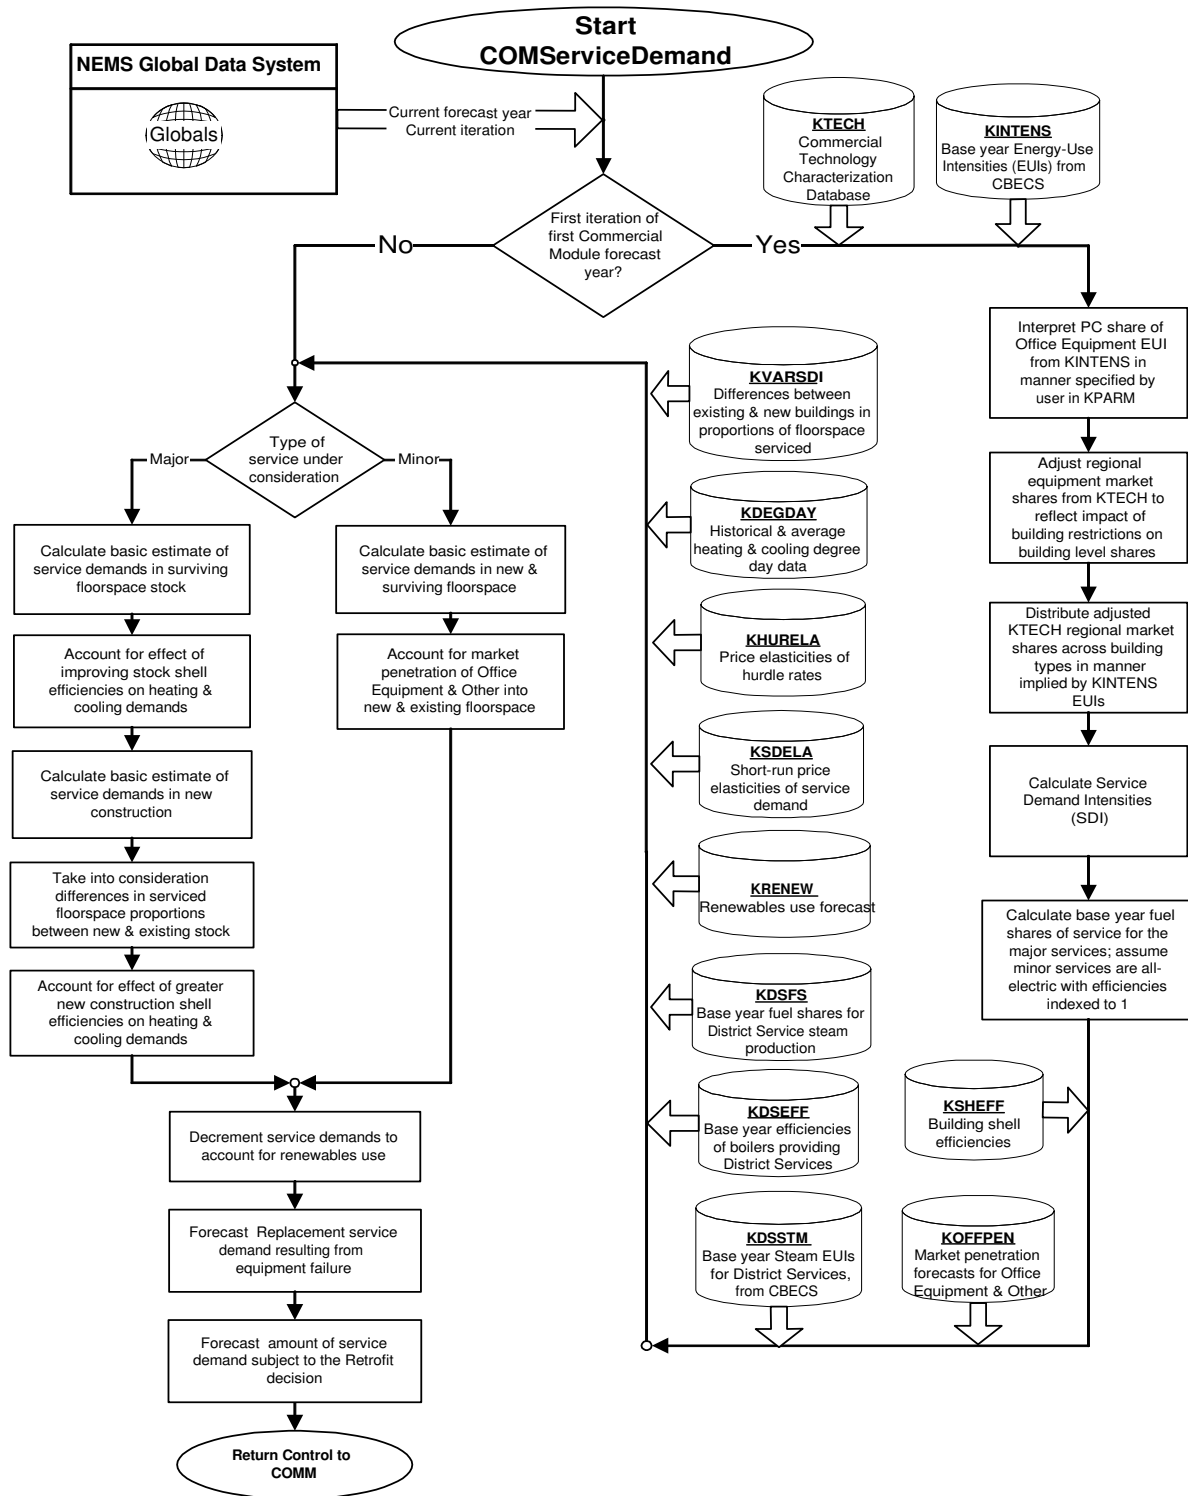 Start
COMServiceDemand
NEMS Global Data System
Globals
Current forecast year
Current iteration
KTECH
Commercial
Technology
Characterization
Database
KINTENS
Base year Energy-Use
Intensities (EUIs) from
CBECS
First iteration of
first Commercial
Module forecast
year?
No
Yes
Interpret PC share of
Office Equipment EUI
from KINTENS in
manner specified by
user in KPARM
Adjust regional
equipment market
shares from KTECH to
reflect impact of
building restrictions on
building level shares
Distribute adjusted
KTECH regional market
shares across building
types in manner
implied by KINTENS
EUIs
Calculate Service
Demand Intensities
(SDI)
Calculate base year fuel
shares of service for the
major services; assume
minor services are all-
electric with efficiencies
indexed to 1
KSHEFF
Building shell
efficiencies
KOFFPEN
Market penetration
forecasts for Office
Equipment & Other
KVARSDI
Differences between
existing & new buildings in
proportions of floorspace
serviced
KDEGDAY
Historical & average
heating & cooling degree
day data
KHURELA
Price elasticities of
hurdle rates
KSDELA
Short-run price
elasticities of service
demand
KRENEW
Renewables use forecast
KDSFS
Base year fuel shares for
District Service steam
production
KDSEFF
Base year efficiencies
of boilers providing
District Services
KDSSTM
Base year Steam EUIs
for District Services,
from CBECS
Type of
service under
consideration
Major
Minor
Calculate basic estimate of
service demands in surviving
floorspace stock
Account for effect of
improving stock shell
efficiencies on heating &
cooling demands
Calculate basic estimate of
service demands in new
construction
Take into consideration
differences in serviced
floorspace proportions
between new & existing stock
Account for effect of greater
new construction shell
efficiencies on heating &
cooling demands
Calculate basic estimate of
service demands in new &
surviving floorspace
Account for market
penetration of Office
Equipment & Other into
new & existing floorspace
Decrement service demands to
account for renewables use
Forecast Replacement service
demand resulting from
equipment failure
Forecast amount of service
demand subject to the Retrofit
decision
Return Control to
COMM